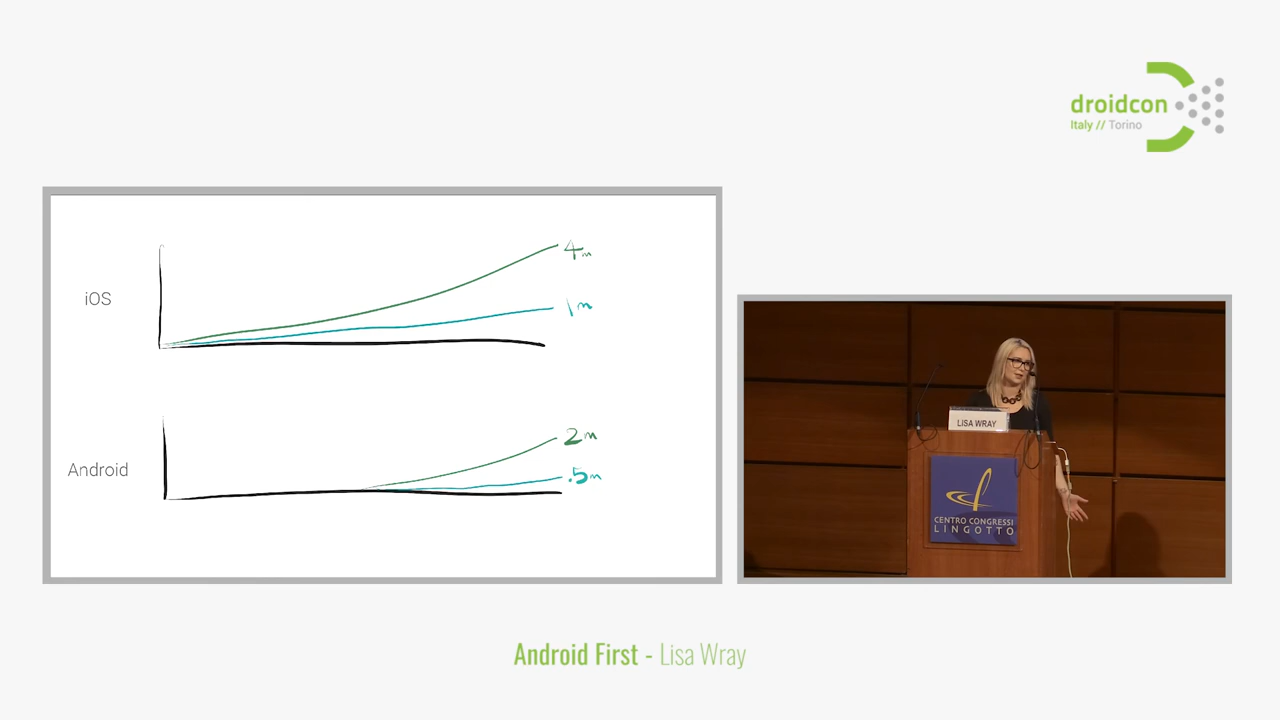 droidcon
Italy // Torino
iOS
4m
1m
Android
2m
.5m
LISA WRAY
CENTRO CONGRESSI
LINGOTTO
Android First - Lisa Wray